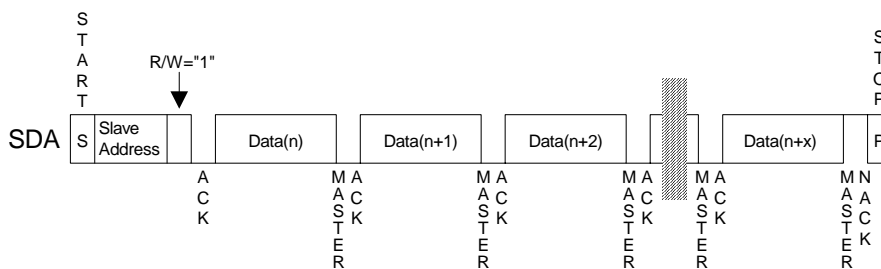 START
STOP
R/W="1"
SDA
S
Slave Address
Data(n)
Data(n+1)
Data(n+2)
Data(n+x)
P
ACK
MASTER ACK
MASTER ACK
MASTER ACK
MASTER ACK
MASTER NACK